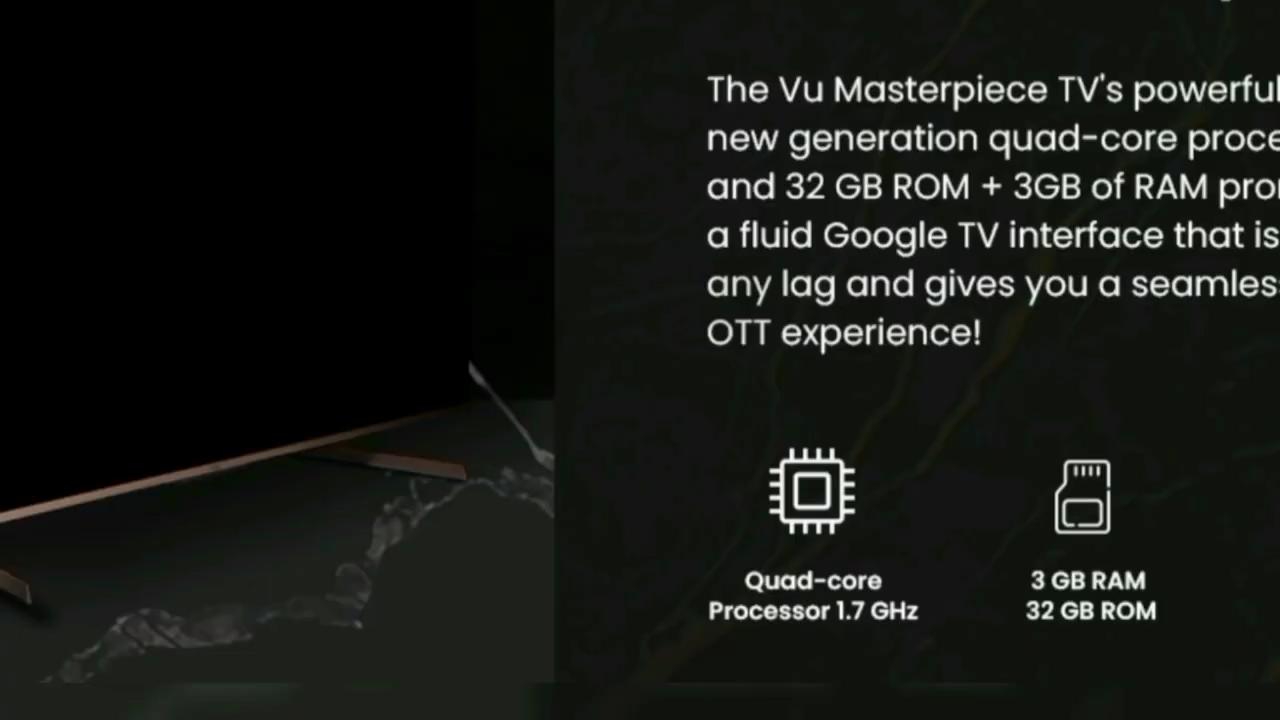 The Vu Masterpiece TV's powerful
new generation quad-core
and 32 GB ROM + 3GB of RAM
a fluid Google TV interface that is
any lag and gives you a
OTT experience!
Quad-core
Processor 1.7 GHz
3 GB RAM
32 GB ROM